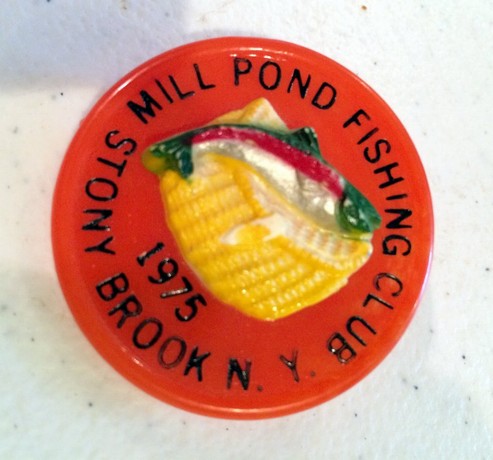 MILL POND FISHING CLUB
STONY BROOK N. Y.
1975